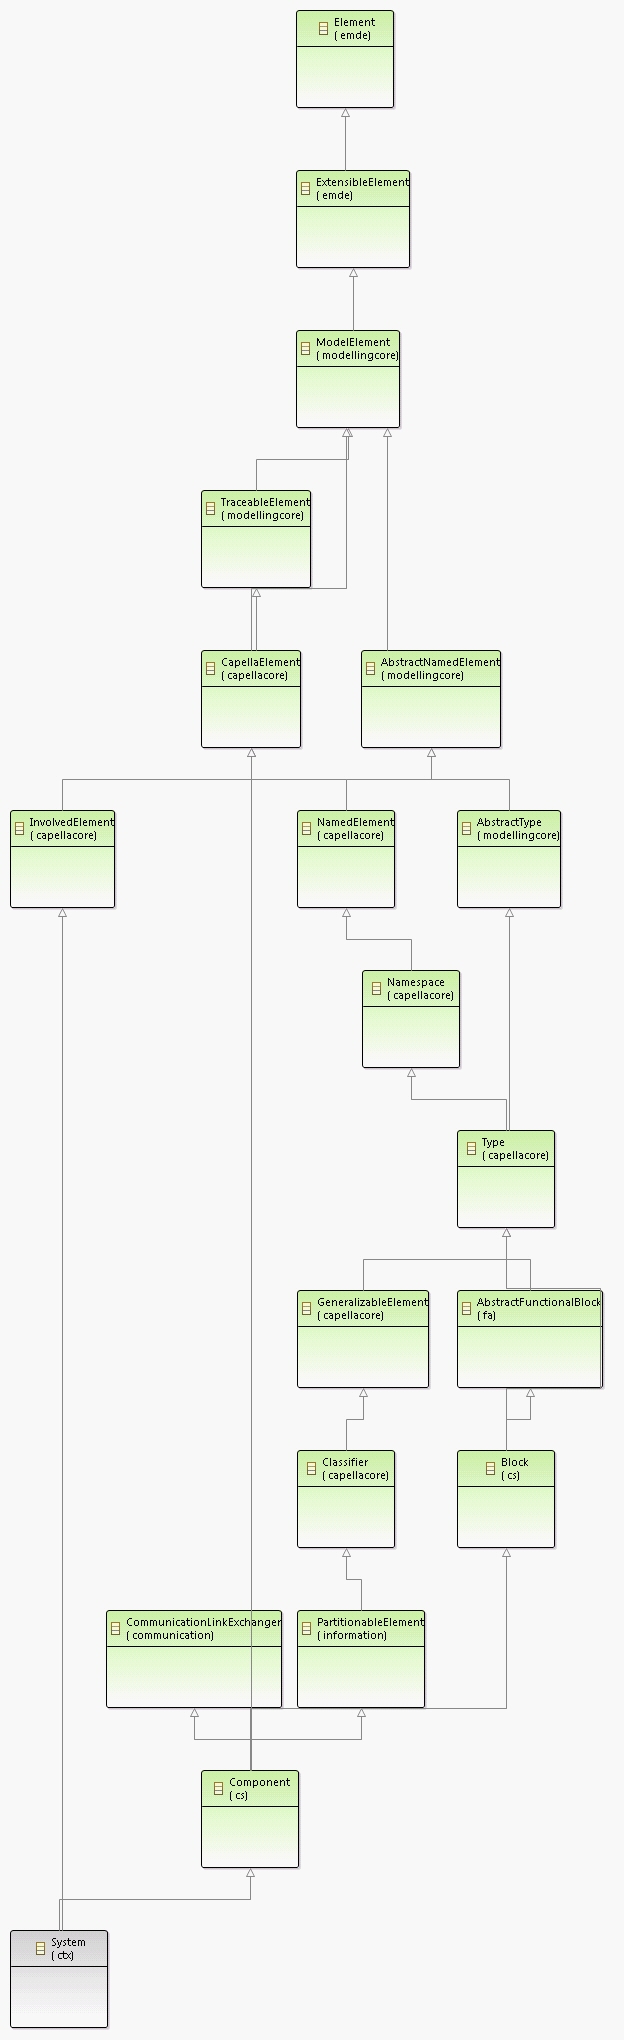 Element
( emde)
ExtensibleElement
( emde)
ModelElement
( modellingcore)
TraceableElement
( modellingcore)
CapellaElement
( capellacore)
AbstractNamedElement
( modellingcore)
InvolvedElement
( capellacore)
NamedElement
( capellacore)
AbstractType
( modellingcore)
Namespace
( capellacore)
Type
( capellacore)
GeneralizableElement
( capellacore)
AbstractFunctionalBlock
( fa)
Classifier
( capellacore)
Block
( cs)
CommunicationLinkExchanger
( communication)
PartitionableElement
( information)
Component
( cs)
System
( ctx)